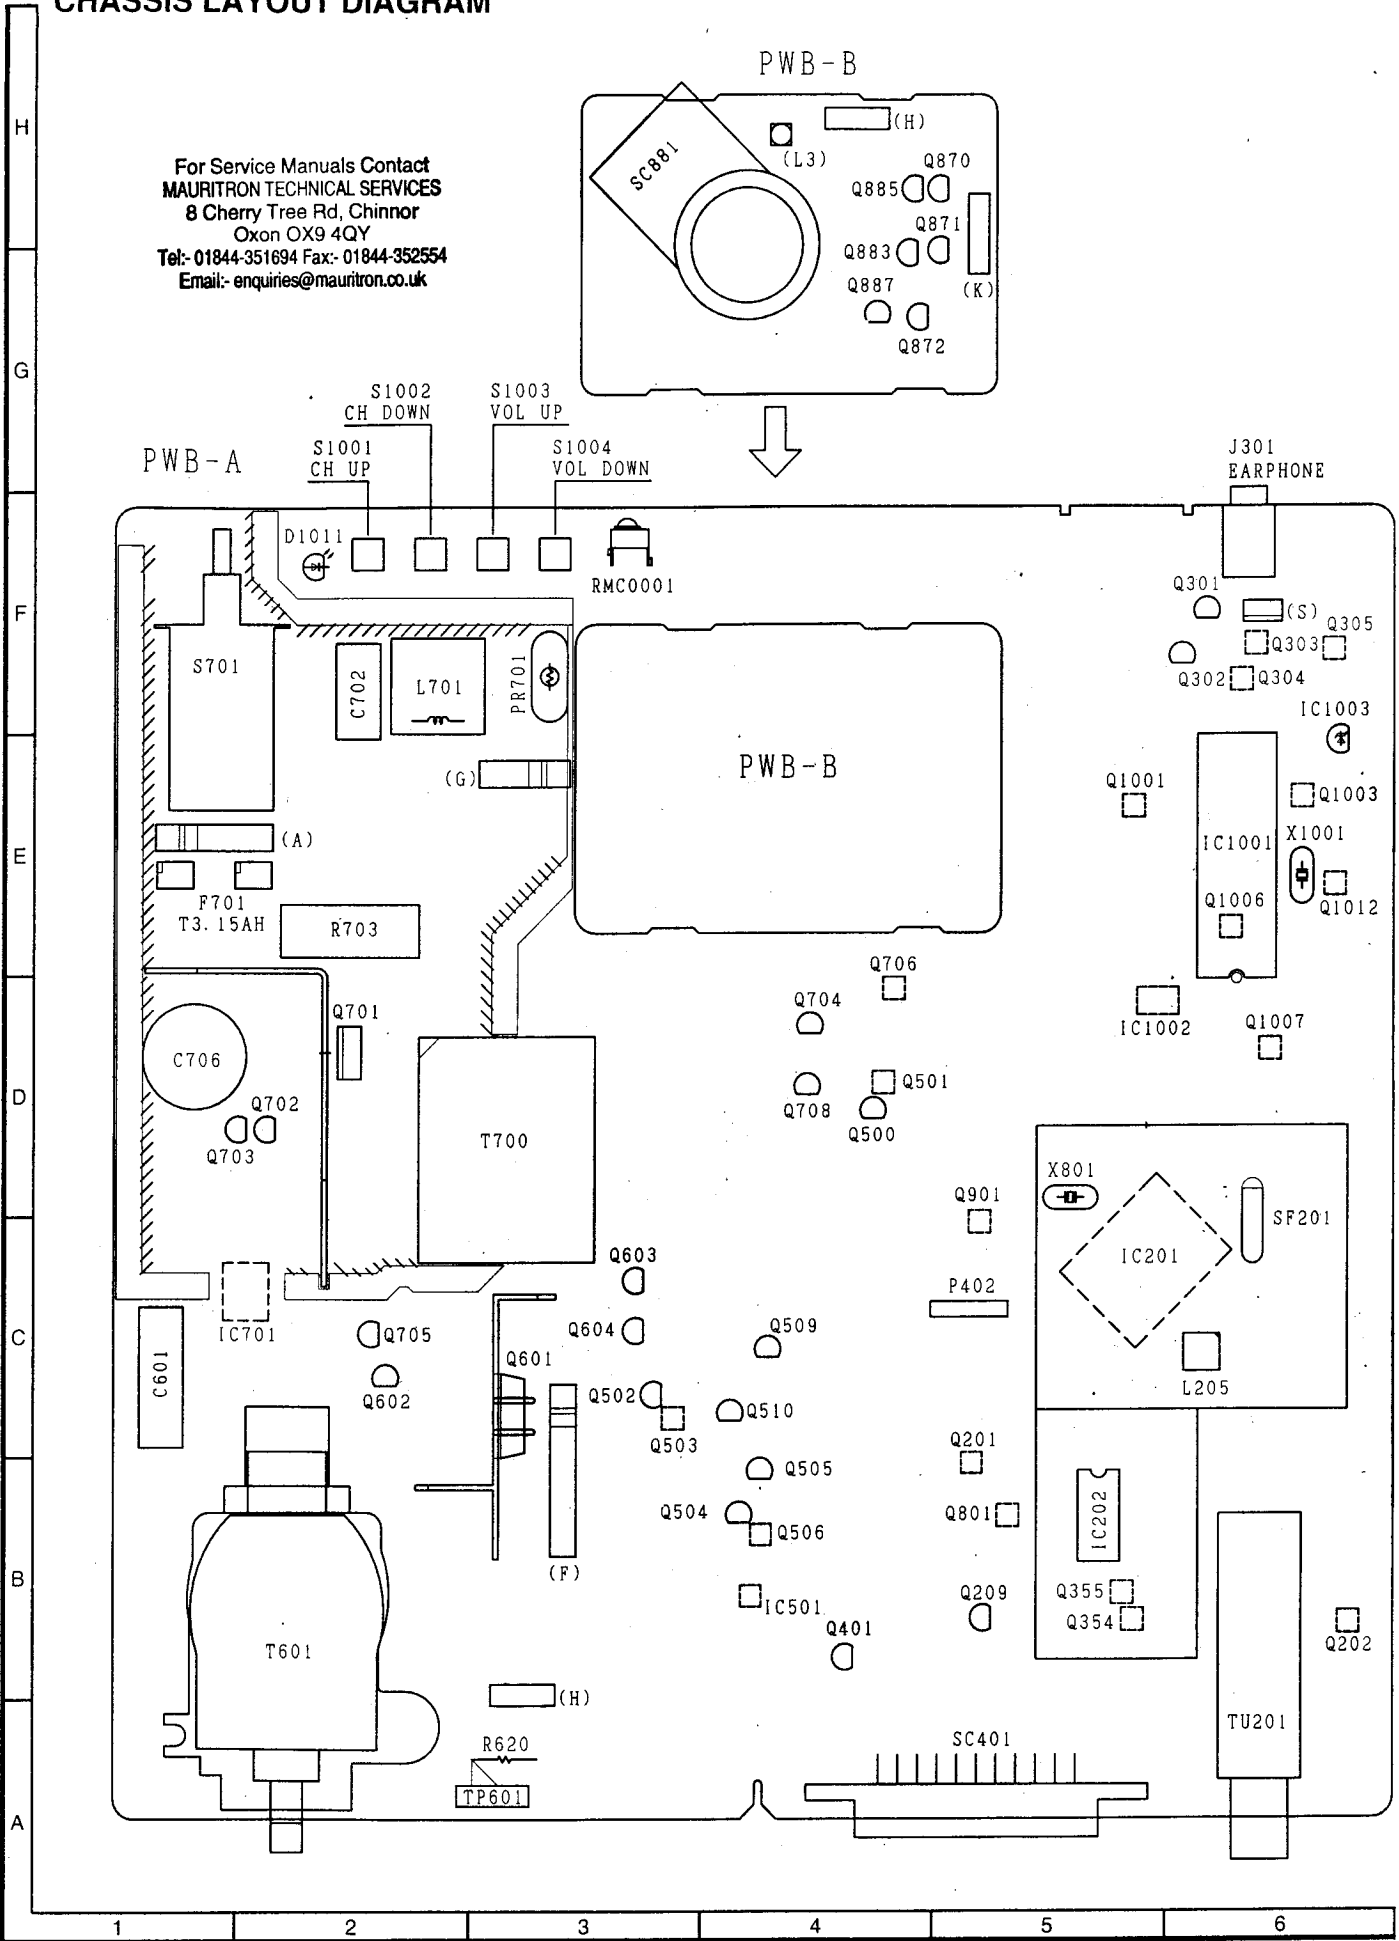 CHASSIS LAYOUT DIAGRAM
PWB-B
H
For Service Manuals Contact
MAURITRON TECHNICAL SERVICES
8 Cherry Tree Rd, Chinnor
Oxon OX9 4QY
Tel:- 01844-351694 Fax:- 01844-352554
Email:- enquiries@mauritron.co.uk
SC881
(H)
(L3)
Q870
Q885
Q871
Q883
(K)
Q887
Q872
G
S1002
CH DOWN
S1003
VOL UP
S1001
CH UP
S1004
VOL DOWN
PWB-A
J301
EARPHONE
D1011
RMC0001
F
Q301
(S)
Q305
Q303
Q302
Q304
S701
C702
L701
PR701
IC1003
(G)
PWB-B
Q1001
Q1003
E
(A)
IC1001
X1001
F701
T3.15AH
R703
Q1006
Q1012
Q706
Q704
Q701
IC1002
Q1007
C706
D
Q501
Q702
Q708
Q500
Q703
T700
X801
Q901
SF201
IC201
Q603
P402
C
IC701
Q705
Q604
Q509
Q601
C601
Q602
Q502
Q510
L205
Q503
Q201
Q505
Q504
Q506
Q801
IC202
B
(F)
IC501
Q209
Q355
Q354
Q401
Q202
T601
(H)
TU201
R620
SC401
TP601
A
1
2
3
4
5
6